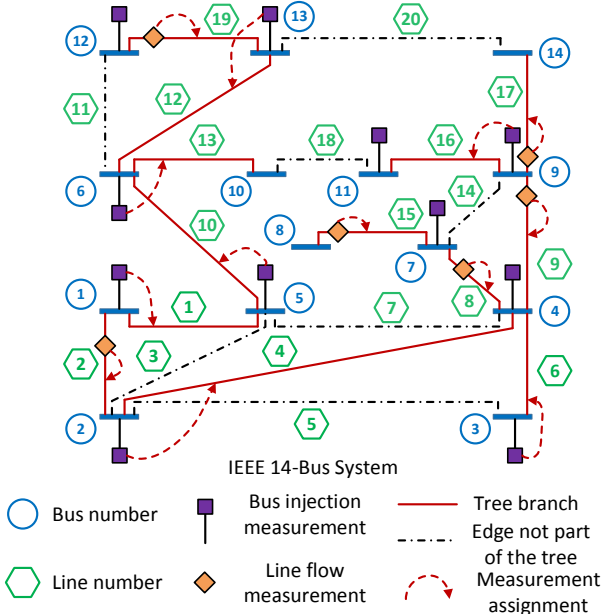 19
13
20
12
14
11
12
17
13
18
16
6
10
11
9
14
10
8
15
7
9
1
5
8
4
1
7
2
3
4
6
2
5
3
IEEE 14-Bus System
Bus number
Bus injection
measurement
Tree branch
Edge not part
of the tree
Line number
Line flow
measurement
Measurement
assignment